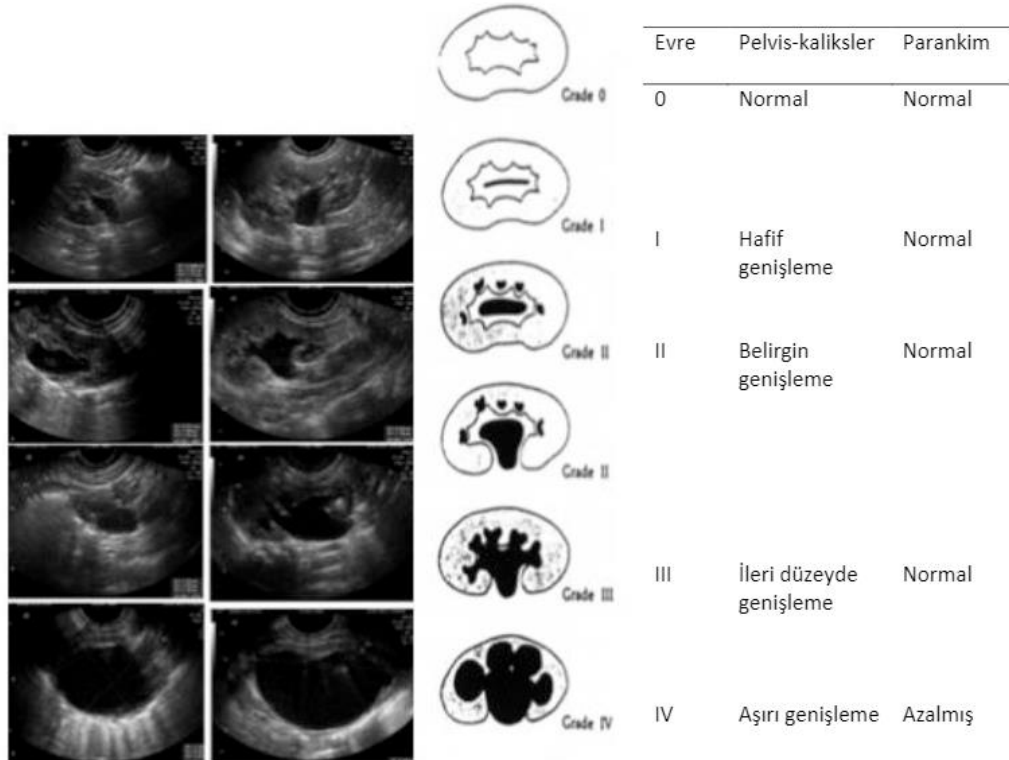 Evre Pelvis-kaliksler Parankim
Grade 0
0 Normal Normal
Grade I
I Hafif genişleme Normal
Grade II
II Belirgin genişleme Normal
Grade II
Grade III
III İleri düzeyde genişleme Normal
Grade IV
IV Aşırı genişleme Azalmış